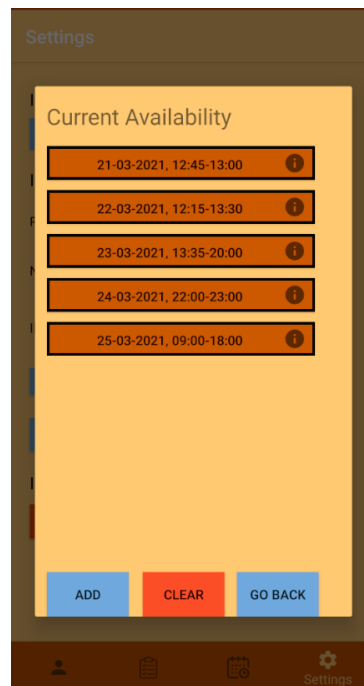 Settings
Current Availability
21-03-2021, 12:45-13:00
22-03-2021, 12:15-13:30
23-03-2021, 13:35-20:00
24-03-2021, 22:00-23:00
25-03-2021, 09:00-18:00
ADD CLEAR GO BACK
Settings